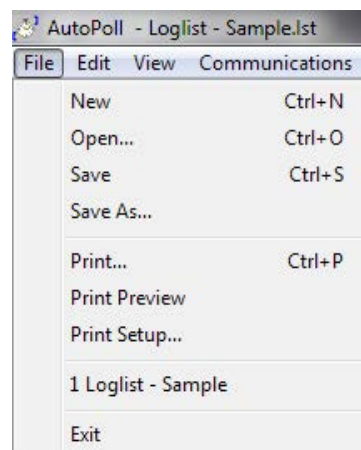 AutoPoll - Loglist - Sample.lst
File Edit View Communications
New Ctrl+N
Open... Ctrl+O
Save Ctrl+S
Save As...
Print... Ctrl+P
Print Preview
Print Setup...
1 Loglist - Sample
Exit